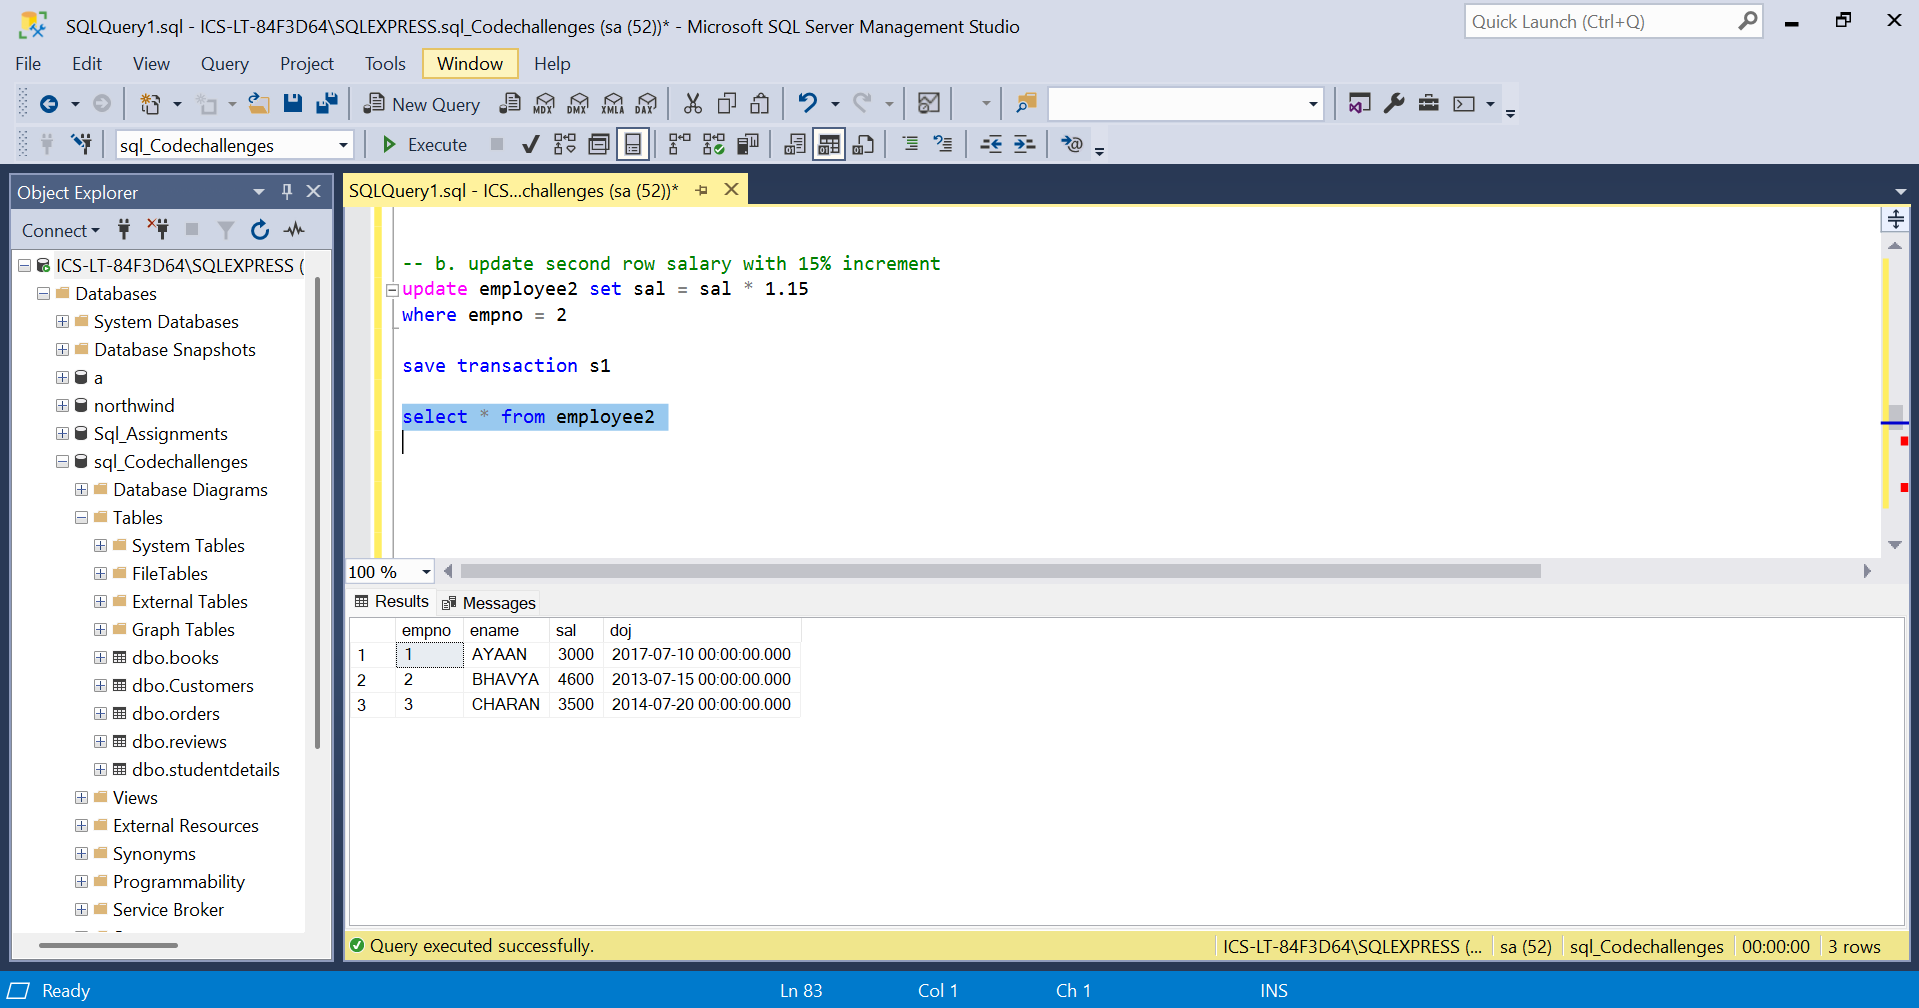 SQLQuery1.sql - ICS-LT-84F3D64\SQLEXPRESS.sql_Codechallenges (sa (52))* - Microsoft SQL Server Management Studio
Quick Launch (Ctrl+Q)
File Edit View Query Project Tools Window Help
New Query MDX DMX XMLA DAX
sql_Codechallenges Execute
Object Explorer
Connect
ICS-LT-84F3D64\SQLEXPRESS (
Databases
System Databases
Database Snapshots
a
northwind
Sql_Assignments
sql_Codechallenges
Database Diagrams
Tables
System Tables
FileTables
External Tables
Graph Tables
dbo.books
dbo.Customers
dbo.orders
dbo.reviews
dbo.studentdetails
Views
External Resources
Synonyms
Programmability
Service Broker
SQLQuery1.sql - ICS...challenges (sa (52))*
-- b. update second row salary with 15% increment
update employee2 set sal = sal * 1.15
where empno = 2
save transaction s1
select * from employee2
100 %
Results Messages
empno ename sal doj
1 1 AYAAN 3000 2017-07-10 00:00:00.000
2 2 BHAVYA 4600 2013-07-15 00:00:00.000
3 3 CHARAN 3500 2014-07-20 00:00:00.000
Query executed successfully. ICS-LT-84F3D64\SQLEXPRESS (... sa (52) sql_Codechallenges 00:00:00 3 rows
Ready Ln 83 Col 1 Ch 1 INS